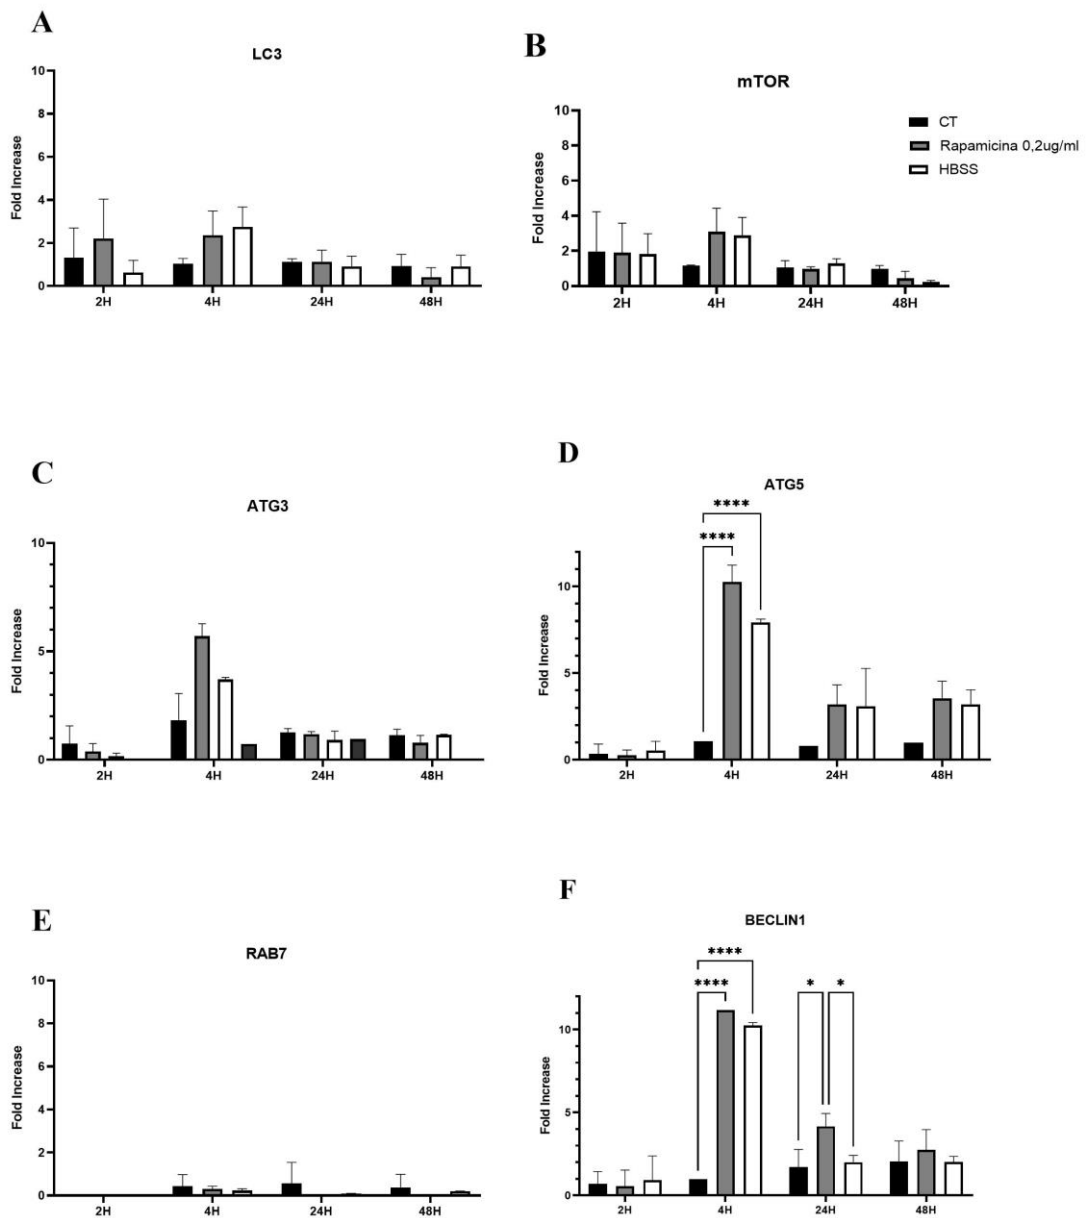 A
LC3
Fold Increase
10
8
6
4
2
0
2H
4H
24H
48H
B
mTOR
Fold Increase
10
8
6
4
2
0
2H
4H
24H
48H
CT
Rapamicina 0,2ug/ml
HBSS
C
ATG3
Fold Increase
10
5
0
2H
4H
24H
48H
D
ATG5
Fold Increase
10
5
0
****
****
2H
4H
24H
48H
E
RAB7
Fold Increase
10
8
6
4
2
0
2H
4H
24H
48H
F
BECLIN1
Fold Increase
10
5
0
****
****
* *
2H
4H
24H
48H